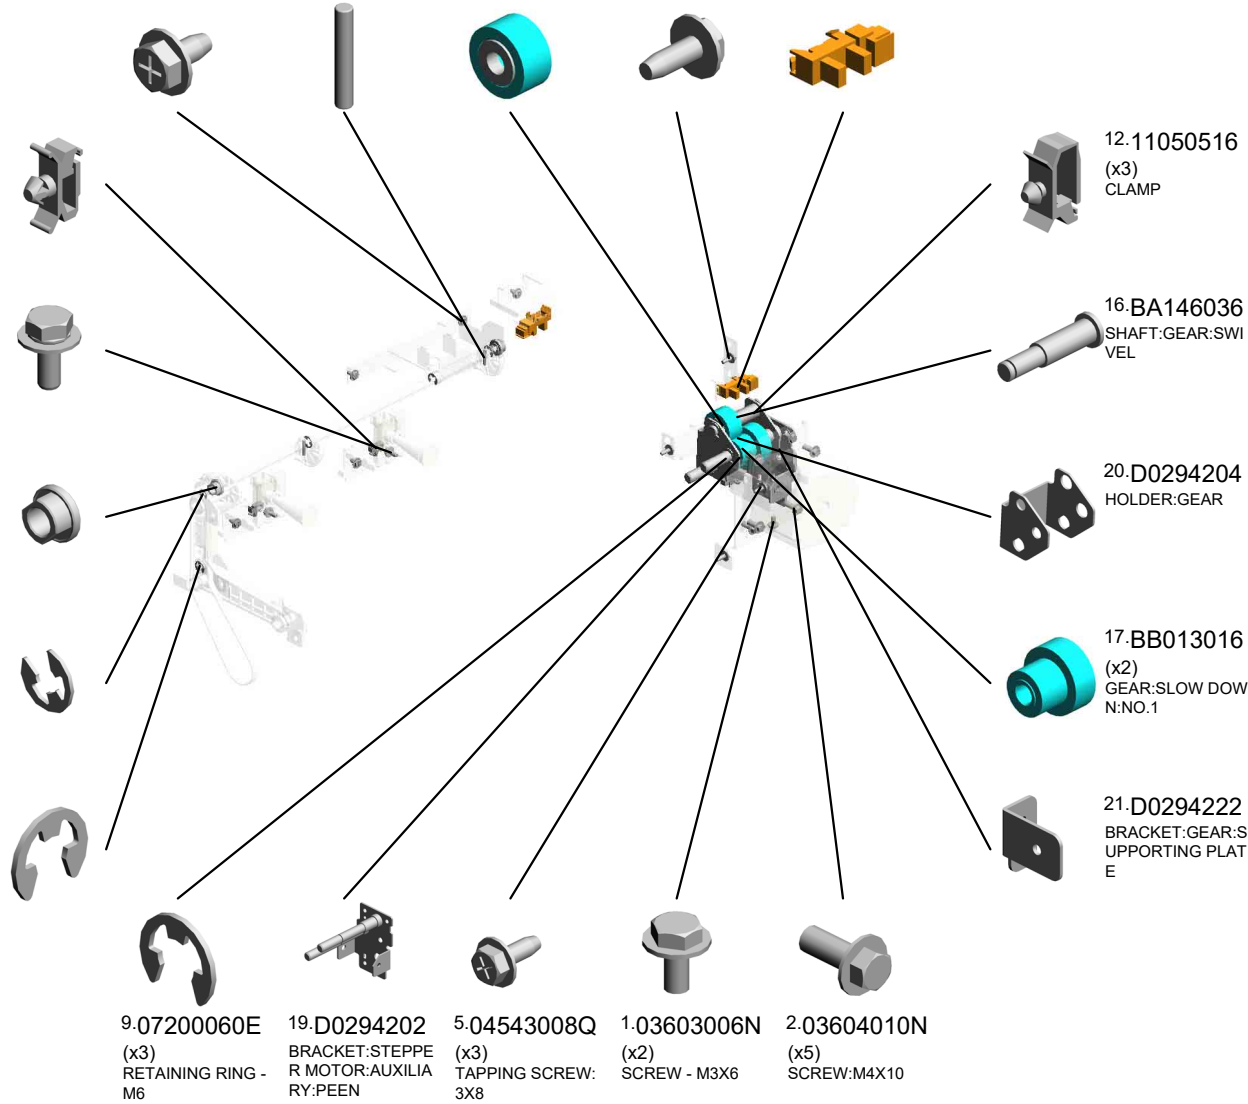 12.11050516
(x3)
CLAMP
16.BA146036
SHAFT:GEAR:SWI
VEL
20.D0294204
HOLDER:GEAR
17.BB013016
(x2)
GEAR:SLOW DOW
N:NO.1
21.D0294222
BRACKET:GEAR:S
UPPORTING PLAT
E
9.07200060E
(x3)
RETAINING RING -
M6
19.D0294202
BRACKET:STEPPE
R MOTOR:AUXILIA
RY:PEEN
5.04543008Q
(x3)
TAPPING SCREW:
3X8
1.03603006N
(x2)
SCREW - M3X6
2.03604010N
(x5)
SCREW:M4X10